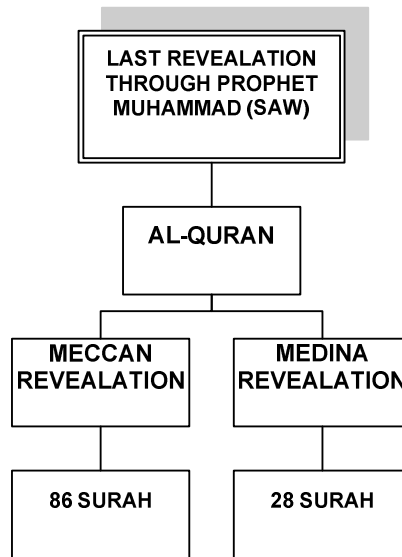 LAST REVEALATION
THROUGH PROPHET
MUHAMMAD (SAW)
AL-QURAN
MECCAN
REVEALATION
MEDINA
REVEALATION
86 SURAH
28 SURAH